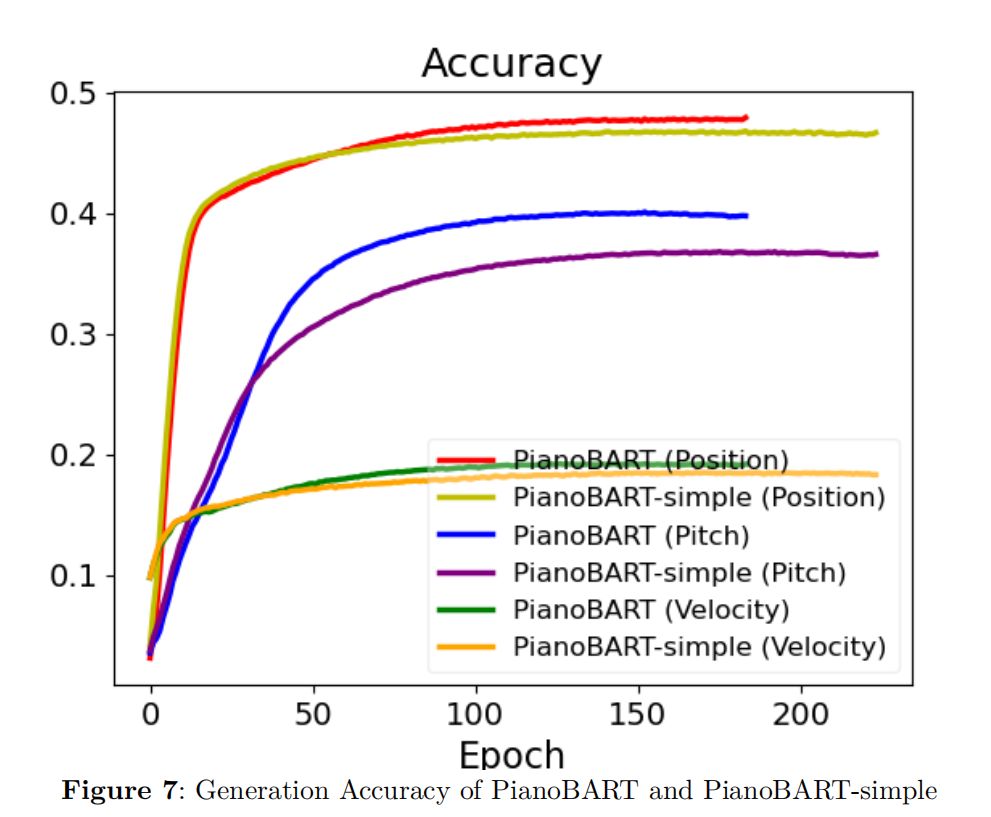 Accuracy
0.5
0.4
0.3
0.2
0.1
PianoBART (Position)
PianoBART-simple (Position)
PianoBART (Pitch)
PianoBART-simple (Pitch)
PianoBART (Velocity)
PianoBART-simple (Velocity)
0 50 100 150 200
Epoch
Figure 7: Generation Accuracy of PianoBART and PianoBART-simple